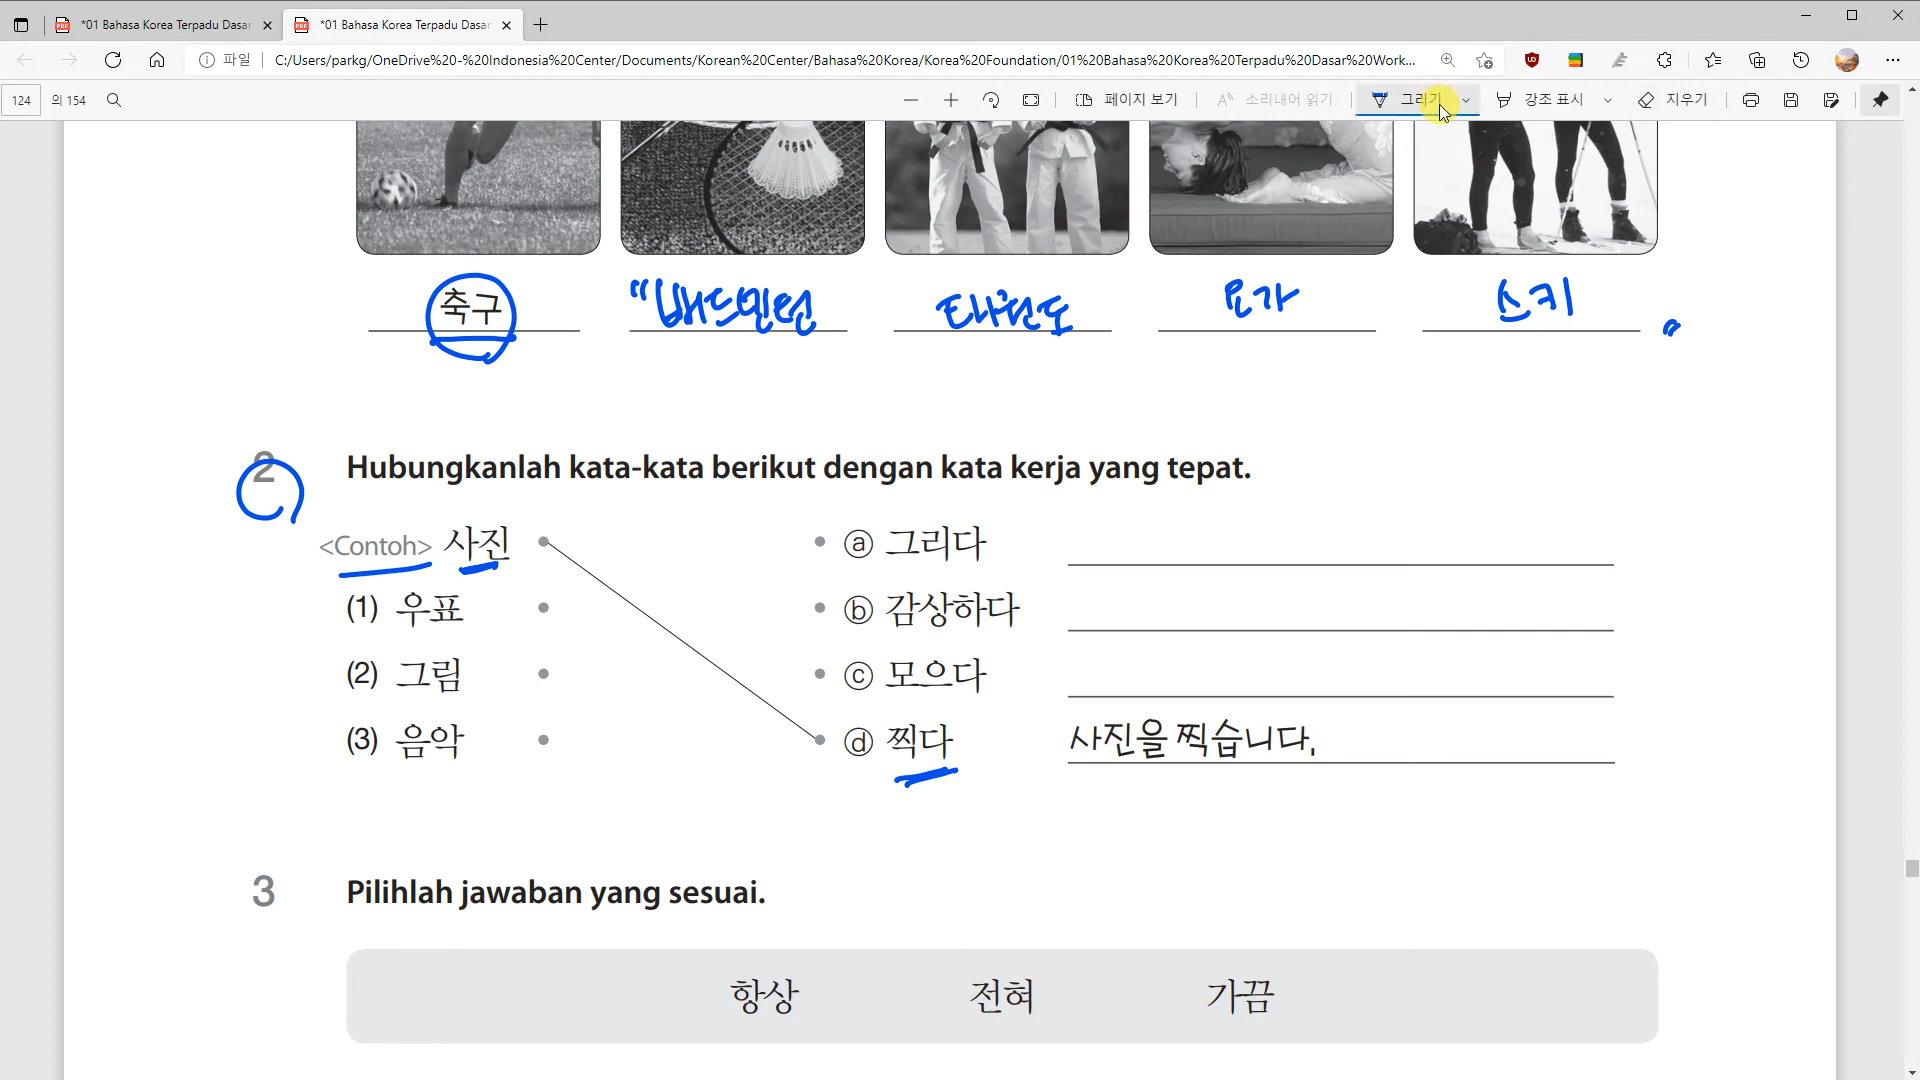 *01 Bahasa Korea Terpadu Dasar
*01 Bahasa Korea Terpadu Dasar
파일
C:/Users/parkg/OneDrive%20-%20Indonesia%20Center/Documents/Korean%20Center/Bahasa%20Korea/Korea%20Foundation/01%20Bahasa%20Korea%20Terpadu%20Dasar%20Work...
124 의 154
페이지 보기
소리내어 읽기
그리기
강조 표시
지우기
축구 "배드민턴 태권도 요가 스키"
2 Hubungkanlah kata-kata berikut dengan kata kerja yang tepat.
<Contoh> 사진 ⓐ 그리다
(1) 우표 ⓑ 감상하다
(2) 그림 ⓒ 모으다
(3) 음악 ⓓ 찍다 사진을 찍습니다.
3 Pilihlah jawaban yang sesuai.
항상 전혀 가끔